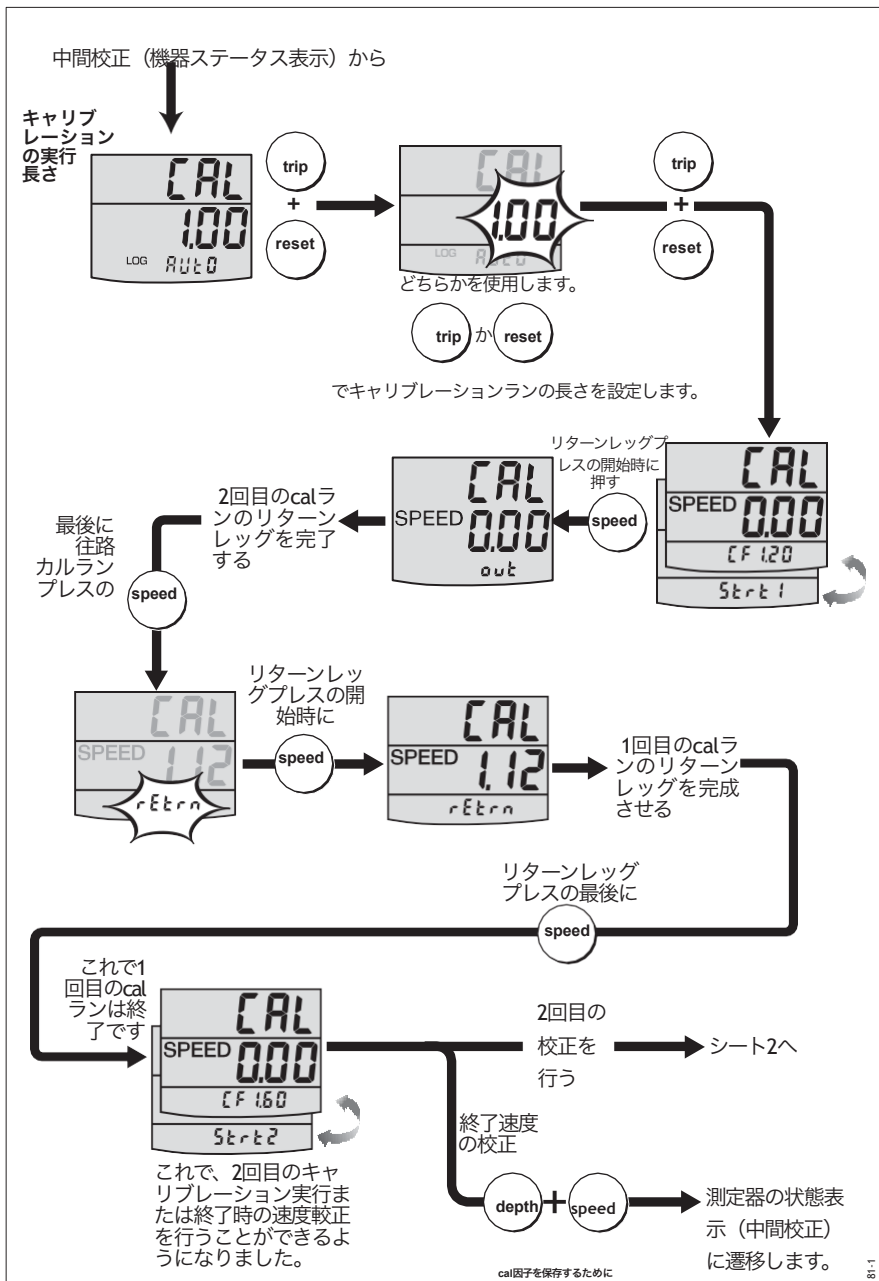 中間校正（機器ステータス表示）から
キャリブ
レーション
の実行
長さ
CAL
1.00
LOG AUtO
trip
+
reset
CAL
1.00
LOG AUtO
trip
+
reset
どちらかを使用します。
trip か reset
でキャリブレーションランの長さを設定します。
リターンレッグプ
レスの開始時に
押す
speed
CAL
SPEED 0.00
CF 1.20
Strt 1
CAL
SPEED 0.00
out
2回目のcalラ
ンのリターン
レッグを完了
する
最後に
往路
カルラン
プレスの
speed
CAL
SPEED 1.12
rEtrn
リターンレッ
グプレスの開
始時に
speed
CAL
SPEED 1.12
rEtrn
1回目のcalラ
ンのリターン
レッグを完成
させる
リターンレッグ
プレスの最後に
speed
これで1
回目のcal
ランは終
了です
CAL
SPEED 0.00
CF 1.60
Strt2
これで、2回目のキャ
リブレーション実行ま
たは終了時の速度較正
を行うことができるよ
うになりました。
2回目の
校正を
行う
シート2へ
終了速度
の校正
depth + speed
測定器の状態表
示（中間校正）
に遷移します。
cal因子を保存するために
81-1